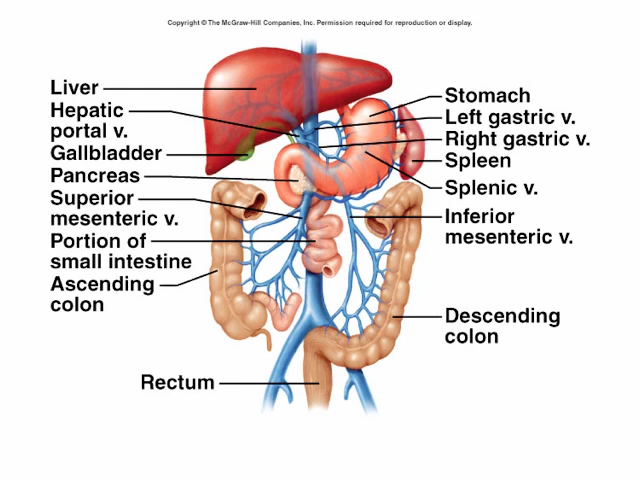 Copyright © The McGraw-Hill Companies, Inc. Permission required for reproduction or display.
Liver
Hepatic
portal v.
Gallbladder
Pancreas
Superior
mesenteric v.
Portion of
small intestine
Ascending
colon
Rectum
Stomach
Left gastric v.
Right gastric v.
Spleen
Splenic v.
Inferior
mesenteric v.
Descending
colon